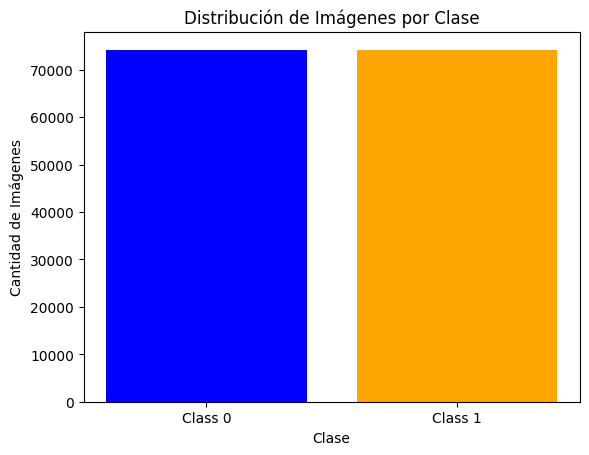 Distribución de Imágenes por Clase
Cantidad de Imágenes
70000
60000
50000
40000
30000
20000
10000
0
Class 0
Class 1
Clase